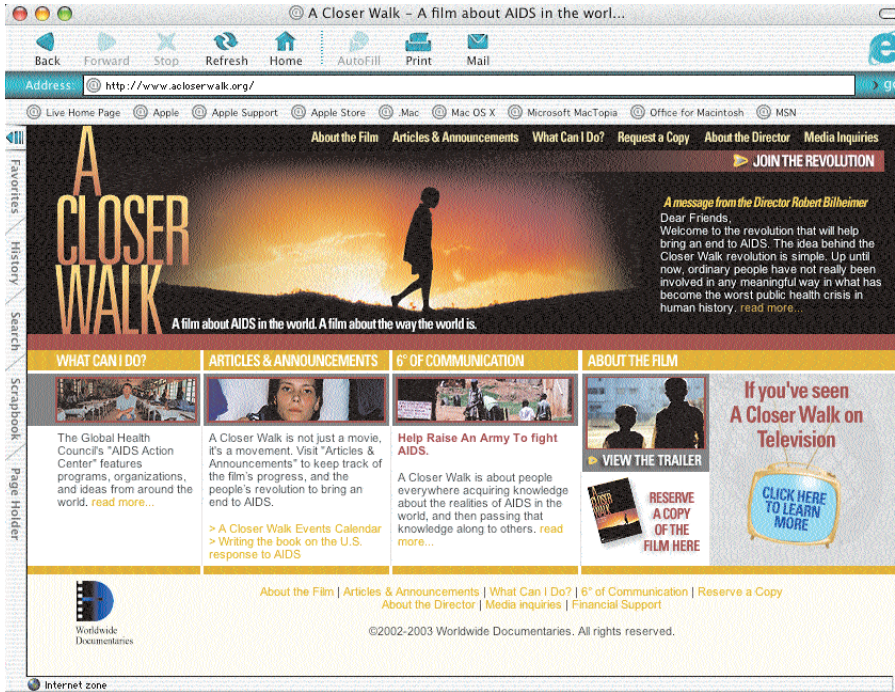 A Closer Walk – A film about AIDS in the worl...
Back Forward Stop Refresh Home AutoFill Print Mail
Address: http://www.acloserwalk.org/ go
Live Home Page Apple Apple Support Apple Store .Mac Mac OS X Microsoft MacTopia Office for Macintosh MSN
Favorites
History
Search
Scrapbook
Page Holder
About the Film Articles & Announcements What Can I Do? Request a Copy About the Director Media Inquiries
JOIN THE REVOLUTION
A
CLOSER
WALK
A film about AIDS in the world. A film about the way the world is.
A message from the Director Robert Bilheimer
Dear Friends,
Welcome to the revolution that will help
bring an end to AIDS. The idea behind the
Closer Walk revolution is simple. Up until
now, ordinary people have not really been
involved in any meaningful way in what has
become the worst public health crisis in
human history. read more...
WHAT CAN I DO?
The Global Health
Council's "AIDS Action
Center" features
programs, organizations,
and ideas from around the
world. read more...
ARTICLES & ANNOUNCEMENTS
A Closer Walk is not just a movie,
it's a movement. Visit "Articles &
Announcements" to keep track of
the film's progress, and the
people's revolution to bring an
end to AIDS.
> A Closer Walk Events Calendar
> Writing the book on the U.S.
response to AIDS
6° OF COMMUNICATION
Help Raise An Army To fight
AIDS.
A Closer Walk is about people
everywhere acquiring knowledge
about the realities of AIDS in the
world, and then passing that
knowledge along to others. read
more...
ABOUT THE FILM
VIEW THE TRAILER
A
CLOSER
WALK
RESERVE
A COPY
OF THE
FILM HERE
If you've seen
A Closer Walk on
Television
CLICK HERE
TO LEARN
MORE
Worldwide
Documentaries
About the Film | Articles & Announcements | What Can I Do? | 6° of Communication | Reserve a Copy
About the Director | Media inquiries | Financial Support
©2002-2003 Worldwide Documentaries. All rights reserved.
Internet zone